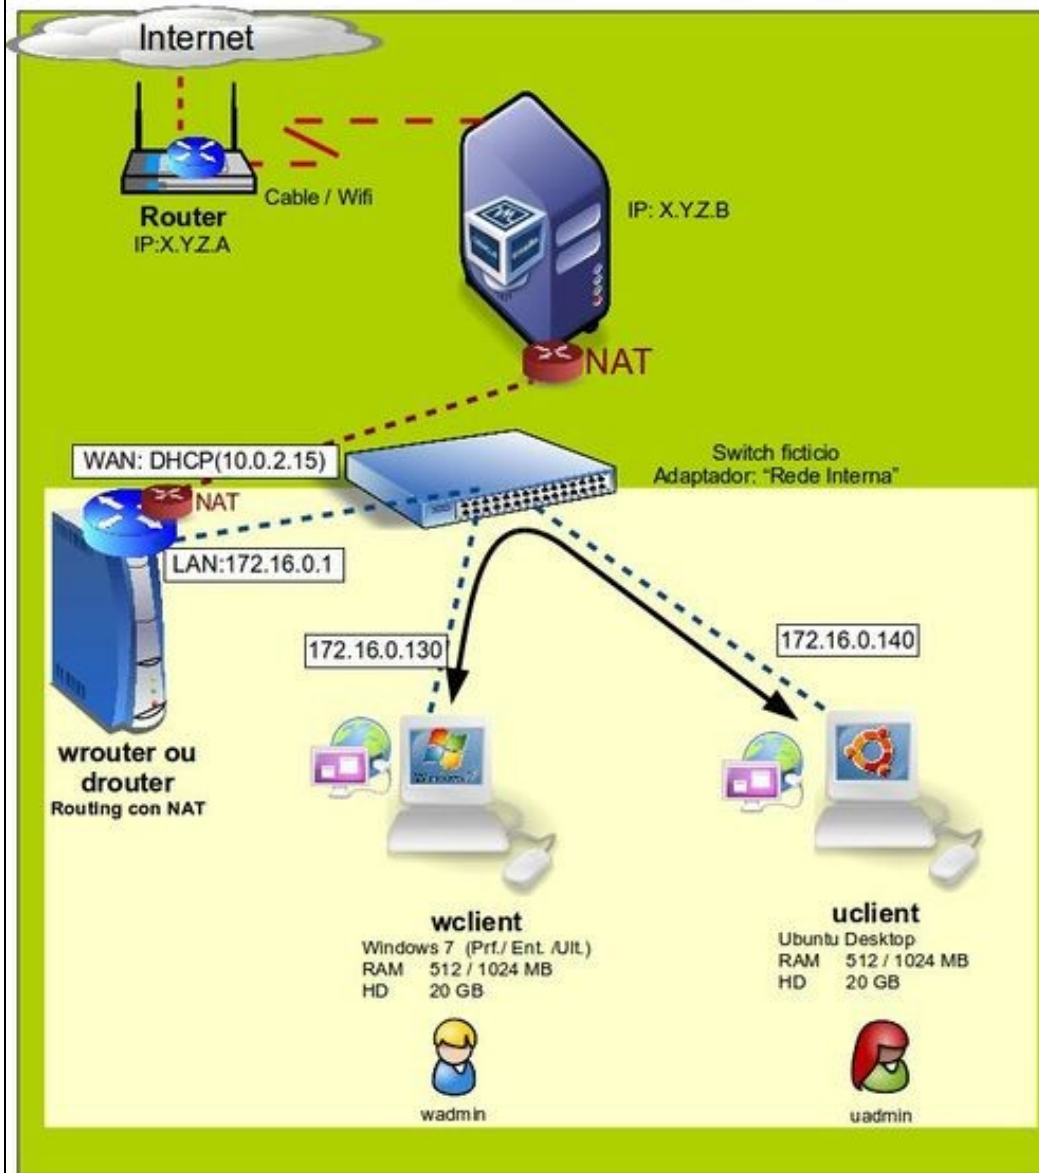 Internet
Cable / Wifi
Router
IP:X.Y.Z.A
IP: X.Y.Z.B
NAT
WAN: DHCP(10.0.2.15)
Switch ficticio
Adaptador: “Rede Interna”
NAT
LAN:172.16.0.1
172.16.0.130
172.16.0.140
wrouter ou
drouter
Routing con NAT
Windows 7
wclient
Windows 7 (Prf./ Ent. /Ult.)
RAM 512 / 1024 MB
HD 20 GB
uclient
Ubuntu Desktop
RAM 512 / 1024 MB
HD 20 GB
wadmin
uadmin